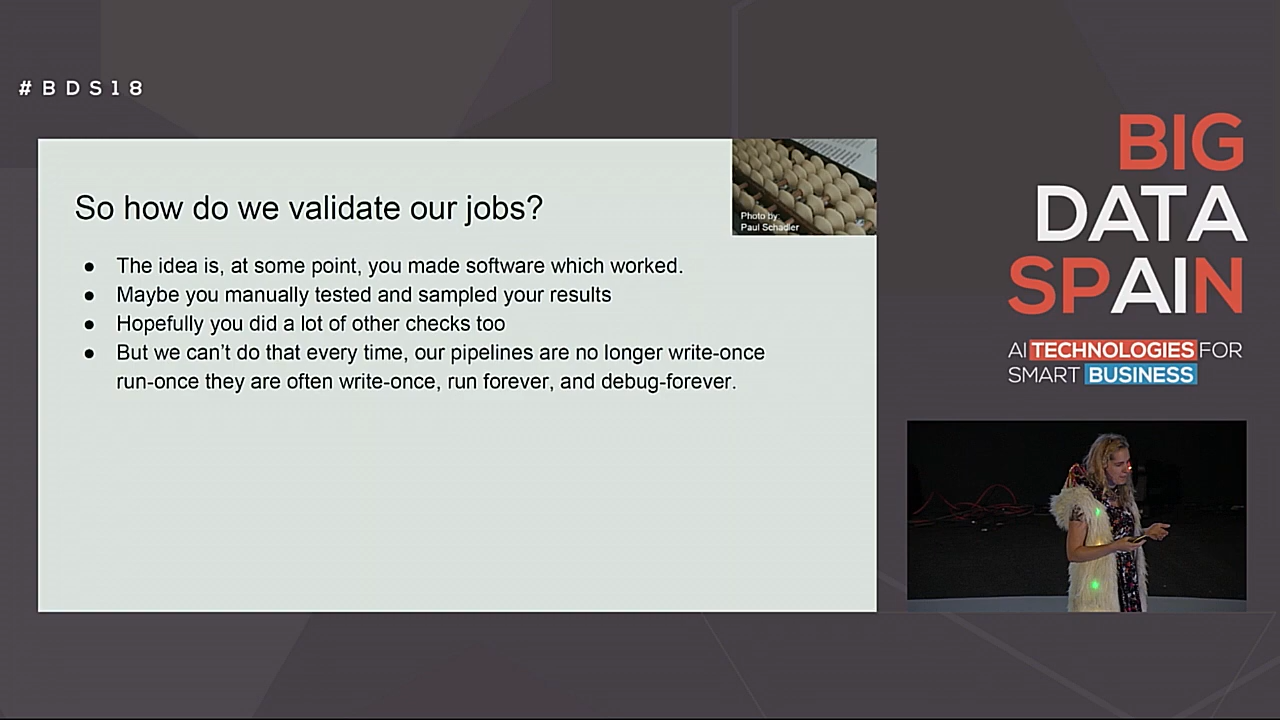 #BDS18
So how do we validate our jobs?
Photo by:
Paul Schadler
● The idea is, at some point, you made software which worked.
● Maybe you manually tested and sampled your results
● Hopefully you did a lot of other checks too
● But we can’t do that every time, our pipelines are no longer write-once
run-once they are often write-once, run forever, and debug-forever.
BIG
DATA
SPAIN
AI TECHNOLOGIES FOR
SMART BUSINESS